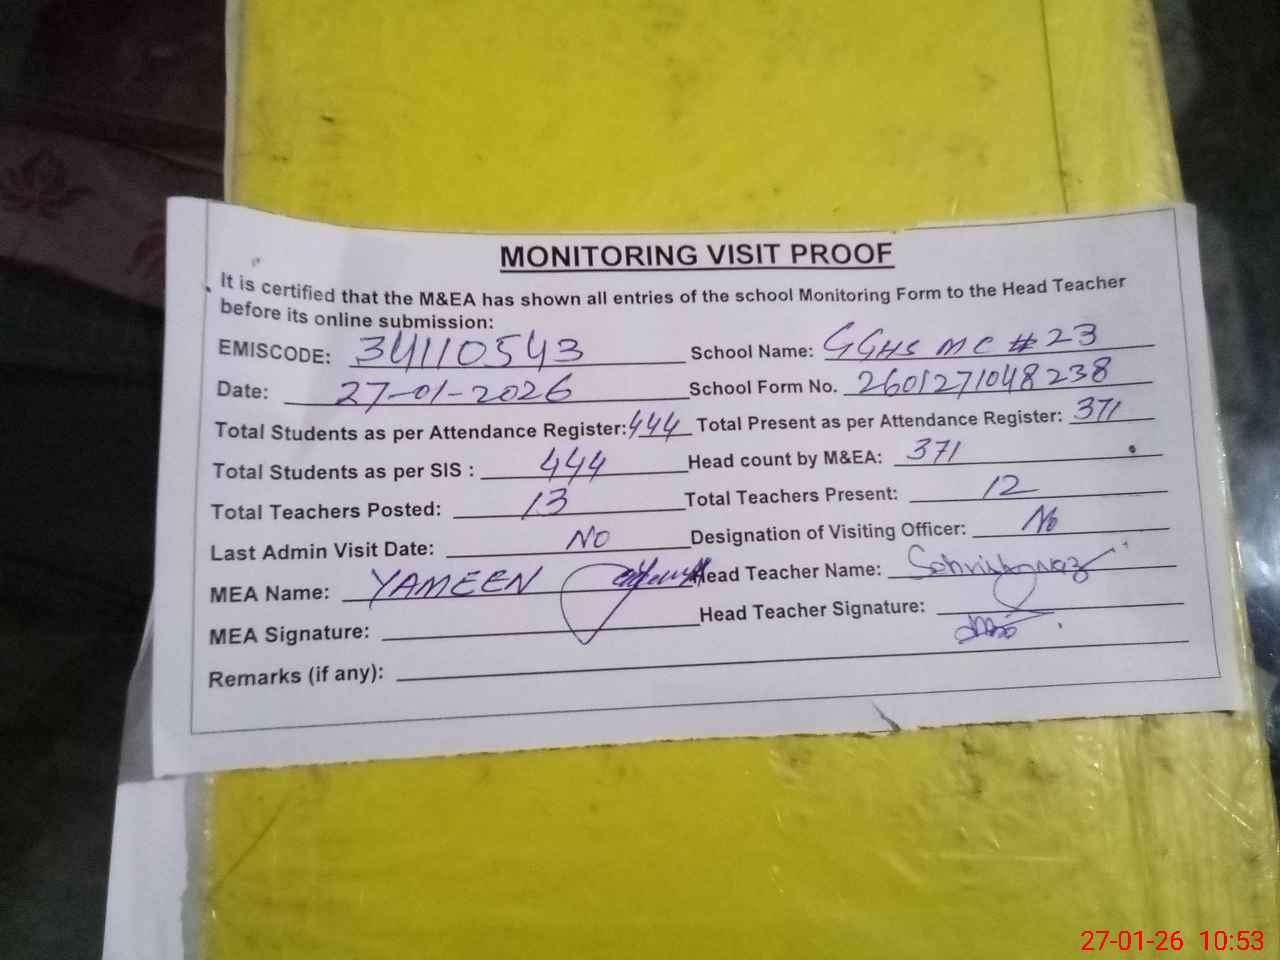 MONITORING VISIT PROOF
It is certified that the M&EA has shown all entries of the school Monitoring Form to the Head Teacher
before its online submission:
EMISCODE: 34110543 School Name: GGHS MC #23
Date: 27-01-2026 School Form No. 2601271048238
Total Students as per Attendance Register: 444 Total Present as per Attendance Register: 371
Total Students as per SIS : 444 Head count by M&EA: 371
Total Teachers Posted: 13 Total Teachers Present: 12
Last Admin Visit Date: NO Designation of Visiting Officer: No
MEA Name: YAMEEN Head Teacher Name:
MEA Signature: Head Teacher Signature:
Remarks (if any):
27-01-26 10:53